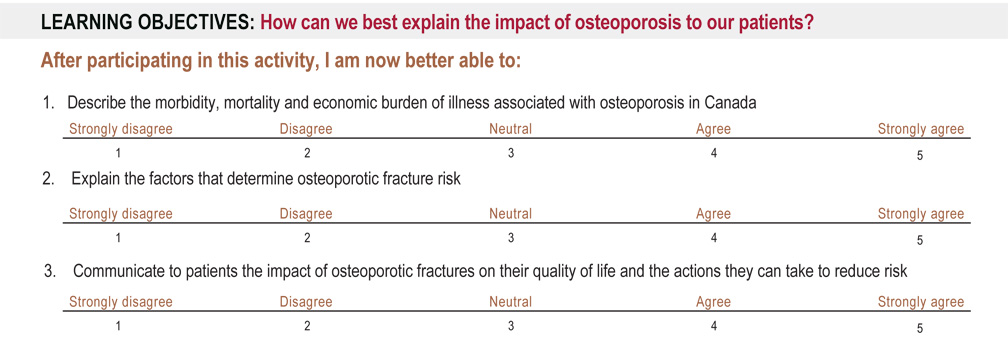 LEARNING OBJECTIVES: How can we best explain the impact of osteoporosis to our patients?
After participating in this activity, I am now better able to:
1. Describe the morbidity, mortality and economic burden of illness associated with osteoporosis in Canada
Strongly disagree Disagree Neutral Agree Strongly agree
1 2 3 4 5
2. Explain the factors that determine osteoporotic fracture risk
Strongly disagree Disagree Neutral Agree Strongly agree
1 2 3 4 5
3. Communicate to patients the impact of osteoporotic fractures on their quality of life and the actions they can take to reduce risk
Strongly disagree Disagree Neutral Agree Strongly agree
1 2 3 4 5